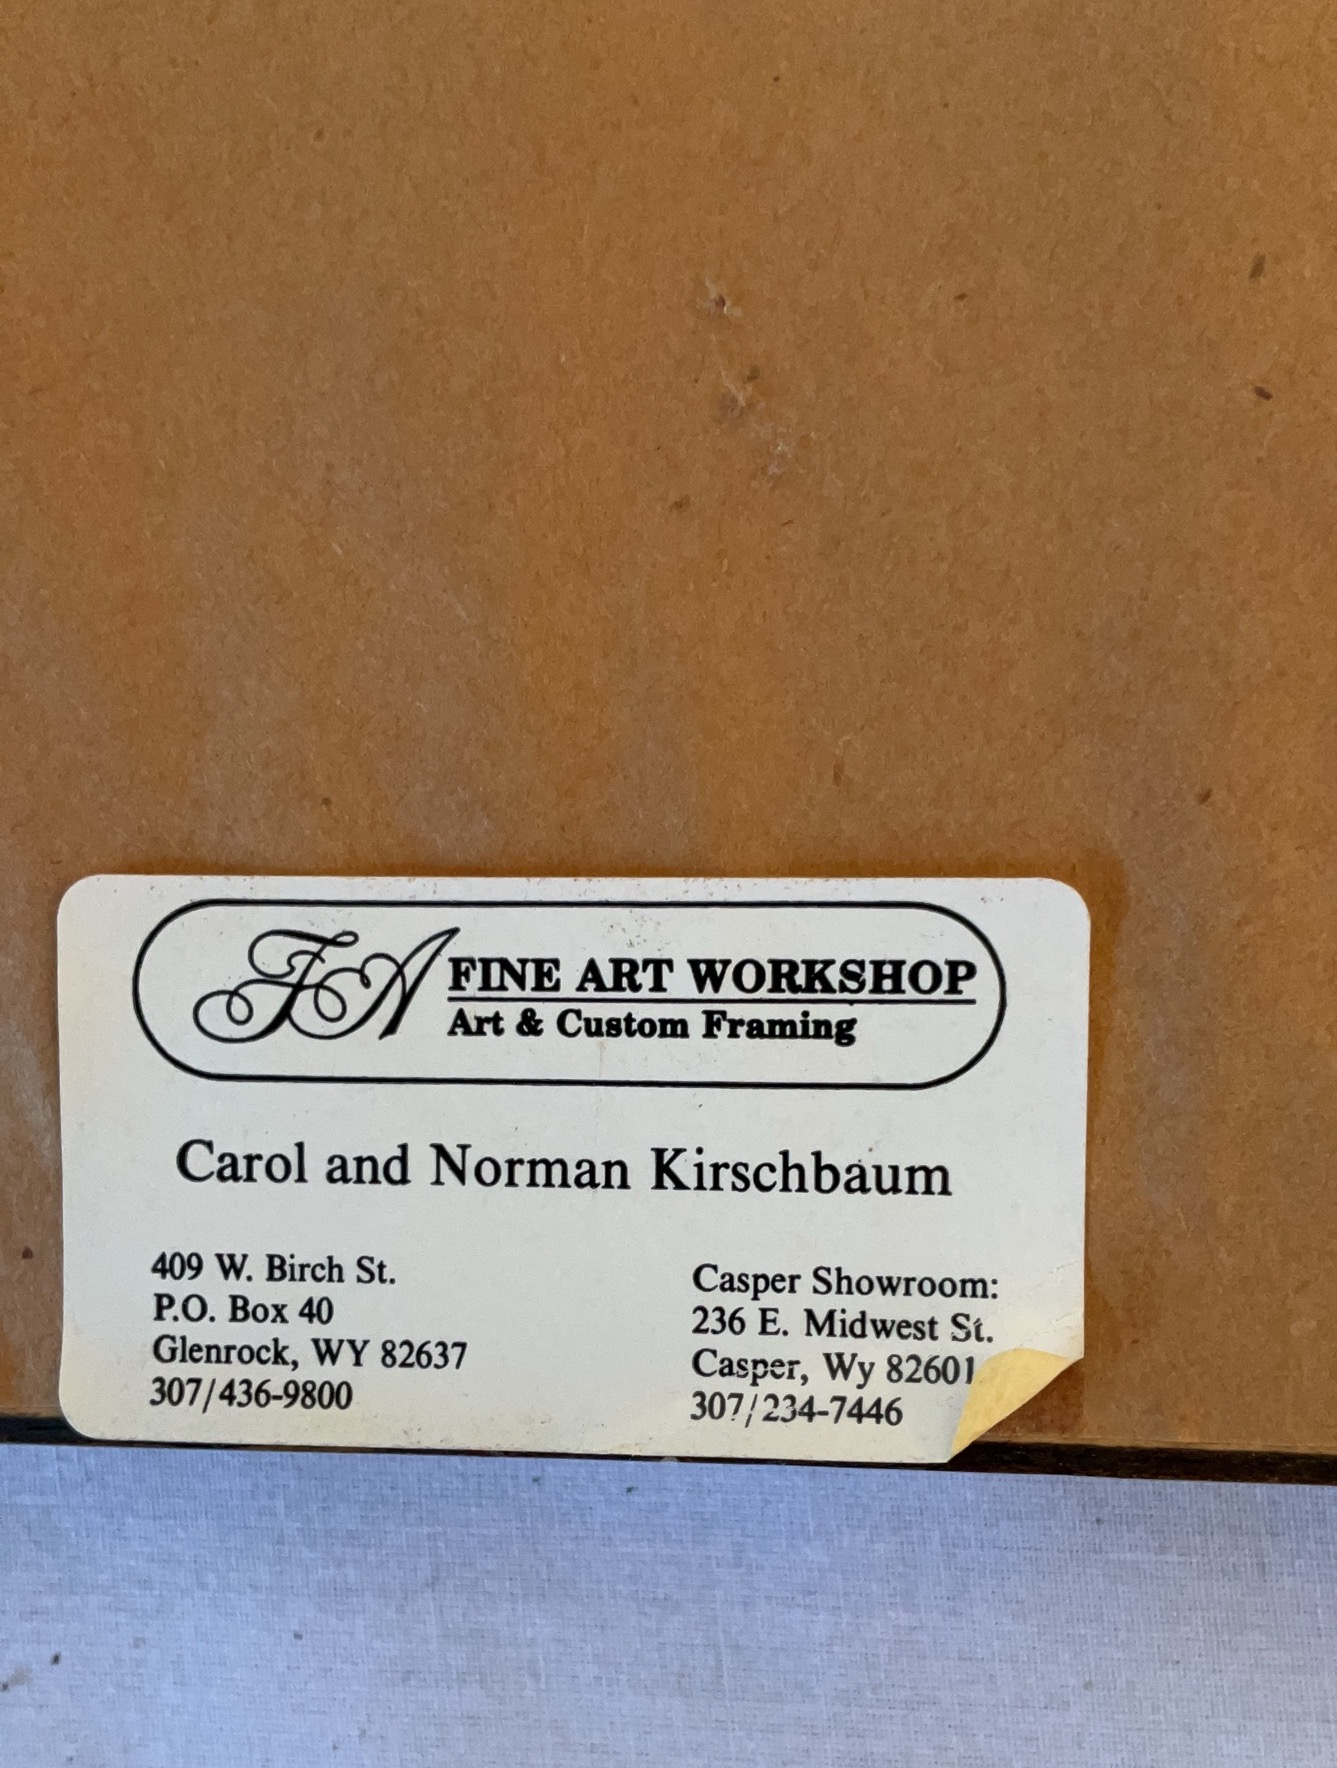 FA FINE ART WORKSHOP
Art & Custom Framing
Carol and Norman Kirschbaum
409 W. Birch St.
P.O. Box 40
Glenrock, WY 82637
307/436-9800
Casper Showroom:
236 E. Midwest St.
Casper, Wy 82601
307/234-7446